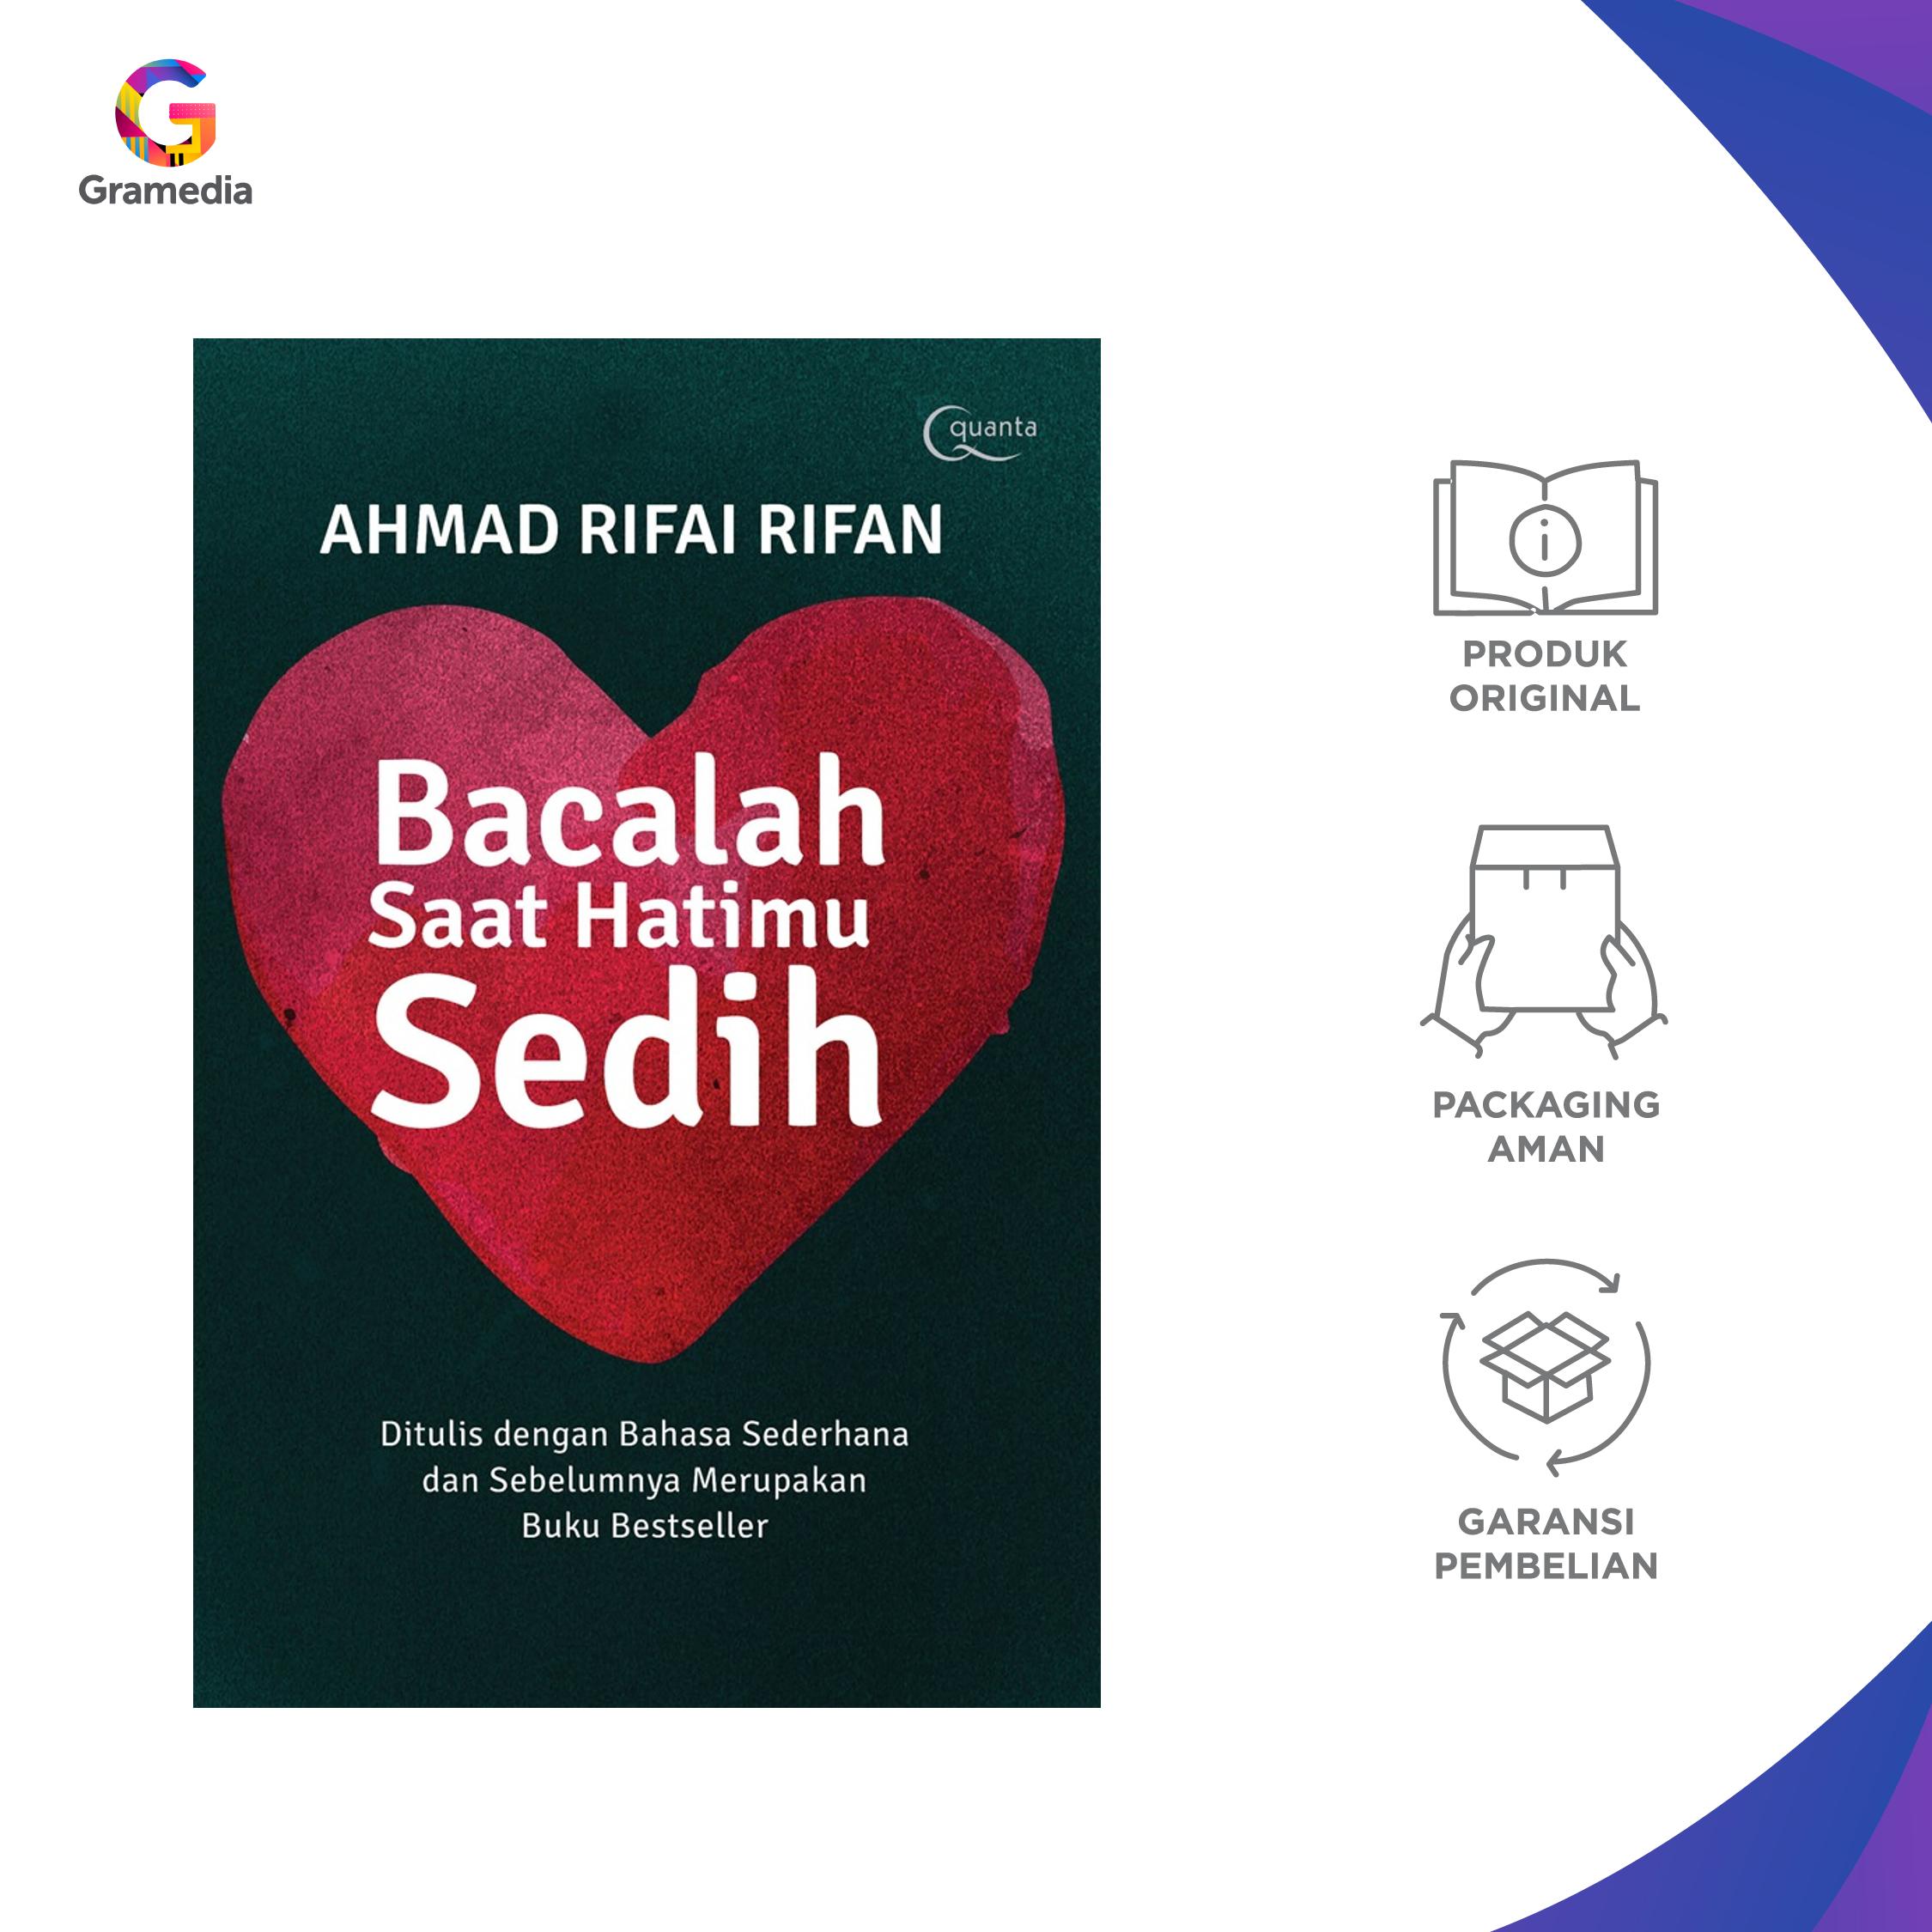 Gramedia
quanta
AHMAD RIFAI RIFAN
Bacalah
Saat Hatimu
Sedih
Ditulis dengan Bahasa Sederhana
dan Sebelumnya Merupakan
Buku Bestseller
PRODUK
ORIGINAL
PACKAGING
AMAN
GARANSI
PEMBELIAN